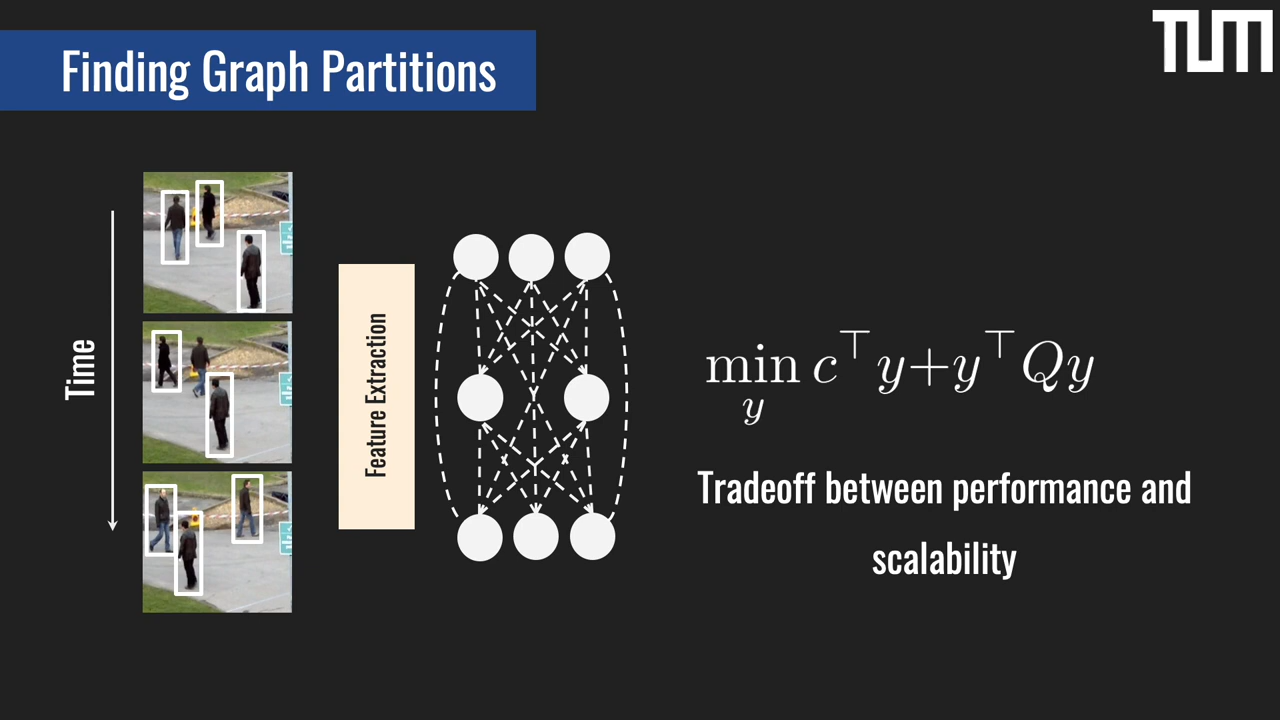 Finding Graph Partitions
TUM
Time
Feature Extraction
min c⊤y+y⊤Qy
y
Tradeoff between performance and
scalability